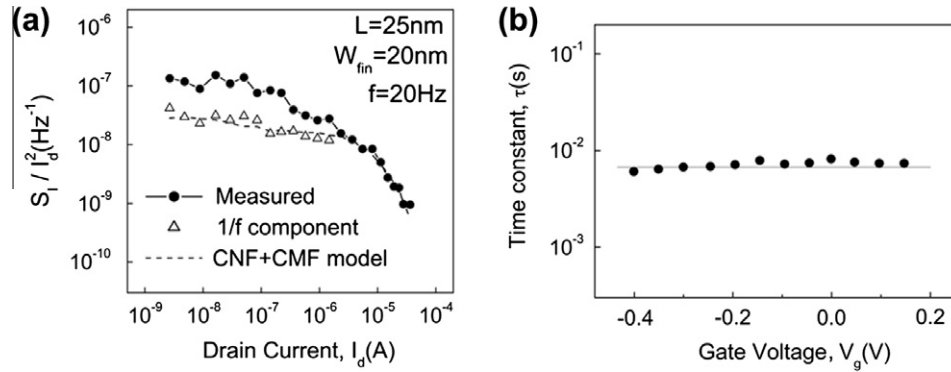 (a)
L=25nm
W_fin=20nm
f=20Hz
10^-6
10^-7
10^-8
10^-9
10^-10
S_I / I_d^2(Hz^-1)
Measured
1/f component
CNF+CMF model
10^-9 10^-8 10^-7 10^-6 10^-5 10^-4
Drain Current, I_d(A)
(b)
10^-1
10^-2
10^-3
Time constant, τ(s)
-0.4 -0.2 0.0 0.2
Gate Voltage, V_g(V)